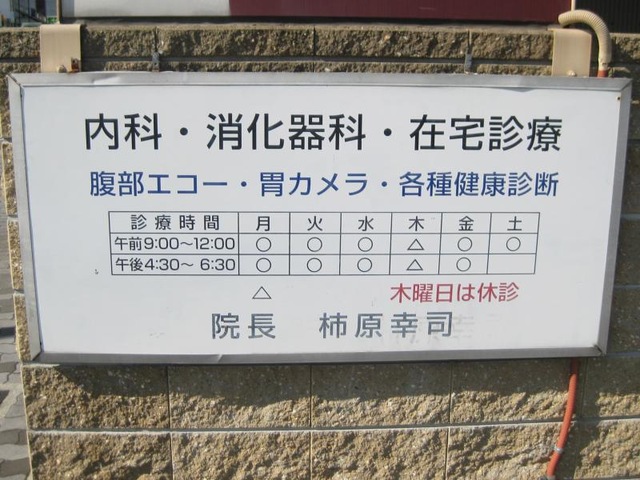 内科・消化器科・在宅診療
腹部エコー・胃カメラ・各種健康診断
診療時間 月 火 水 木 金 土
午前9:00～12:00 ○ ○ ○ △ ○ ○
午後4:30～ 6:30 ○ ○ ○ △ ○
△ 木曜日は休診
院長 柿原幸司